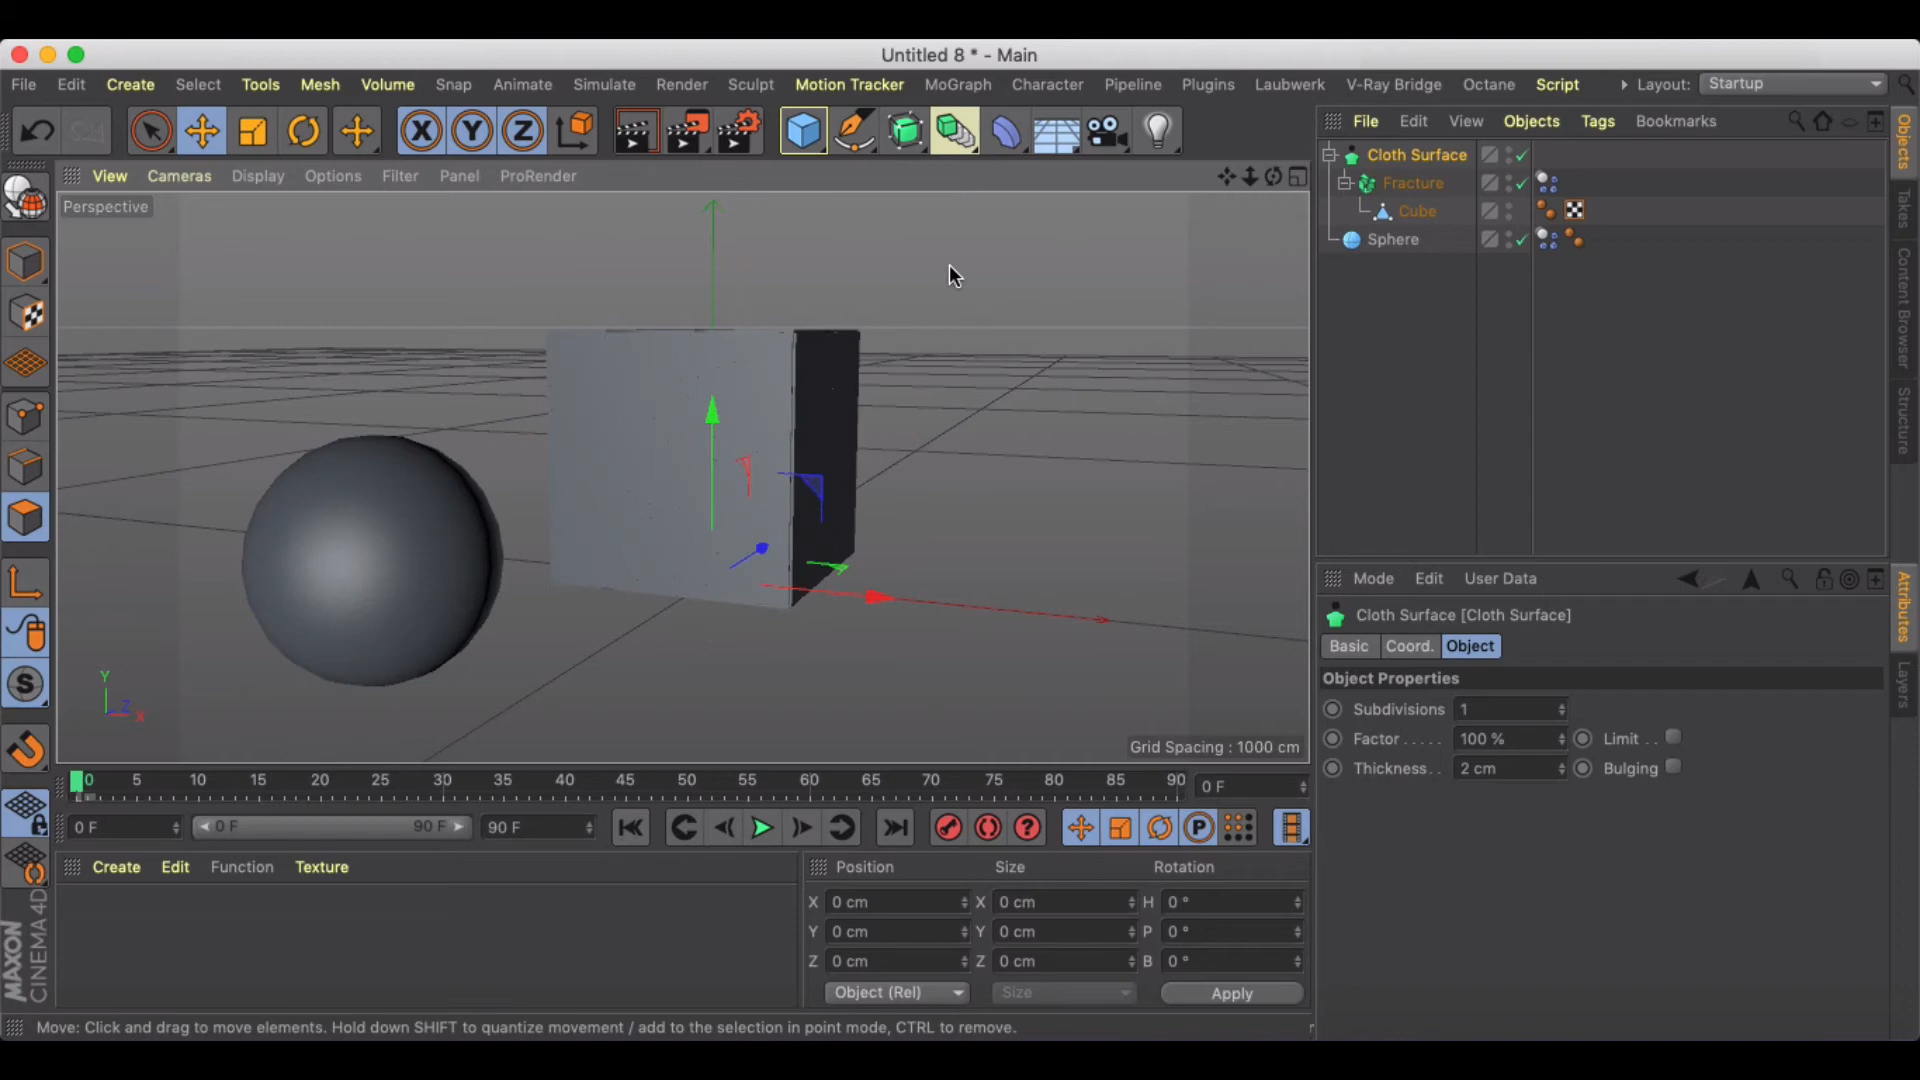 Untitled 8 * - Main
File Edit Create Select Tools Mesh Volume Snap Animate Simulate Render Sculpt Motion Tracker MoGraph Character Pipeline Plugins Laubwerk V-Ray Bridge Octane Script Layout: Startup
X Y Z
File Edit View Objects Tags Bookmarks
View Cameras Display Options Filter Panel ProRender
Perspective
Cloth Surface
Fracture
Cube
Sphere
Objects
Takes
Content Browser
Structure
Y
Z
X
Grid Spacing : 1000 cm
S
0 5 10 15 20 25 30 35 40 45 50 55 60 65 70 75 80 85 90 0 F
0 F 0 F 90 F 90 F
P
Mode Edit User Data
Cloth Surface [Cloth Surface]
Basic Coord. Object
Object Properties
Subdivisions 1
Factor . . . . . 100 % Limit . .
Thickness. . 2 cm Bulging
Attributes
Layers
Create Edit Function Texture
Position Size Rotation
X 0 cm X 0 cm H 0 °
Y 0 cm Y 0 cm P 0 °
Z 0 cm Z 0 cm B 0 °
Object (Rel) Size Apply
MAXON
CINEMA 4D
Move: Click and drag to move elements. Hold down SHIFT to quantize movement / add to the selection in point mode, CTRL to remove.